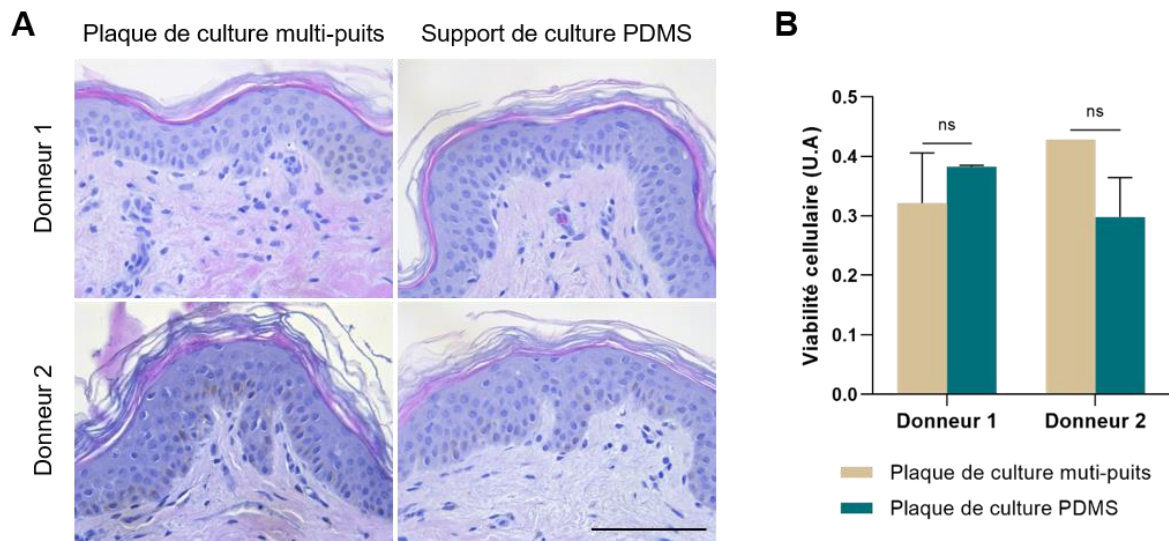 A
Plaque de culture multi-puits
Support de culture PDMS
Donneur 1
Donneur 2
B
Viabilité cellulaire (U.A)
0.5
0.4
0.3
0.2
0.1
0.0
ns
ns
Donneur 1
Donneur 2
Plaque de culture muti-puits
Plaque de culture PDMS